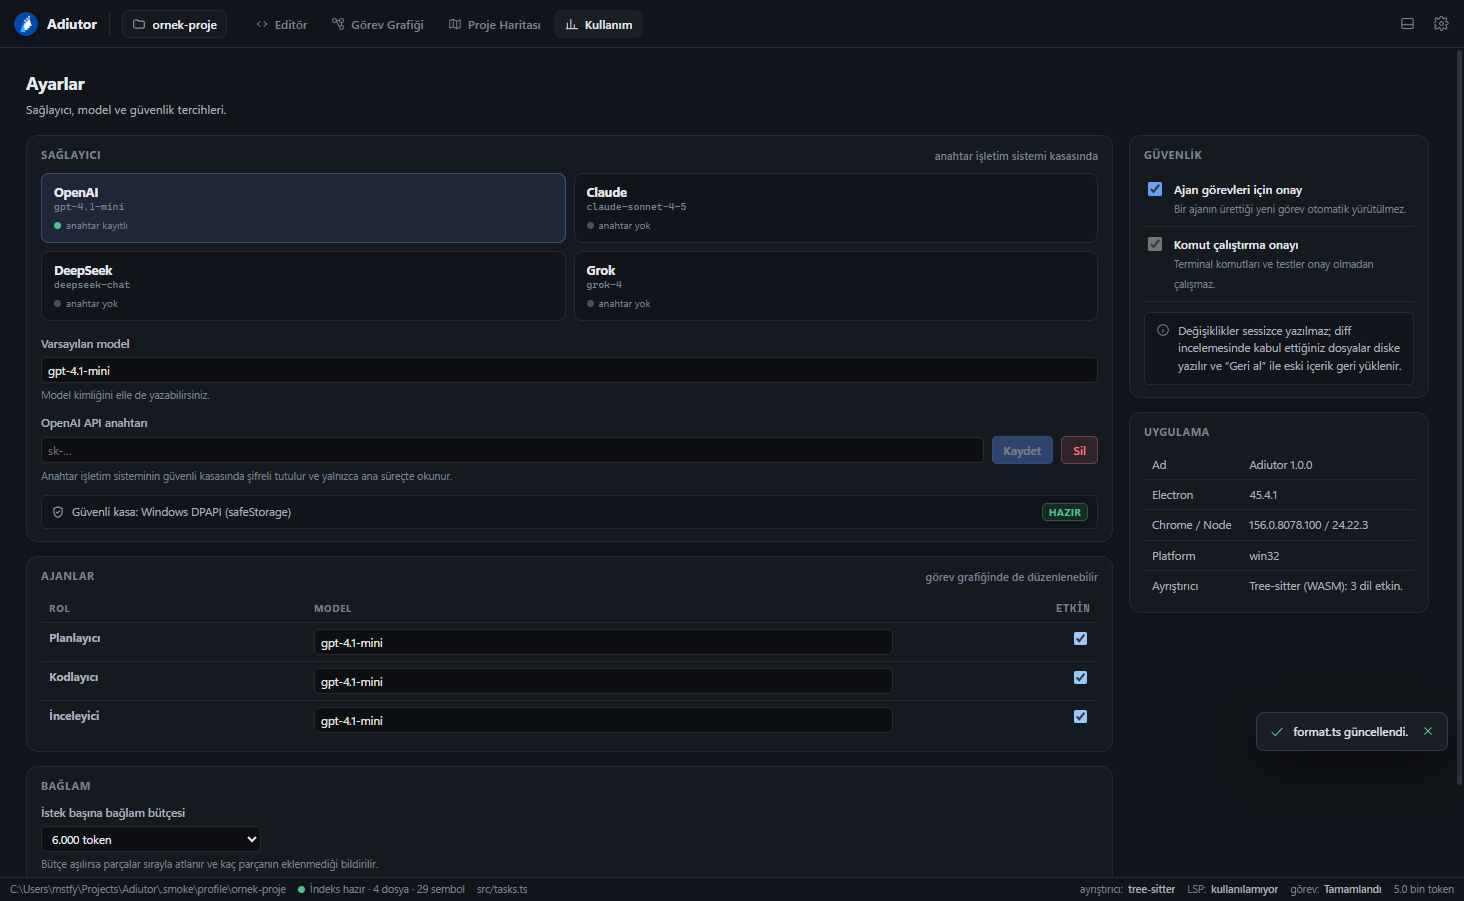 Adiutor
ornek-proje
Editör
Görev Grafiği
Proje Haritası
Kullanım
Ayarlar
Sağlayıcı, model ve güvenlik tercihleri.
SAĞLAYICI
anahtar işletim sistemi kasasında
OpenAI
gpt-4.1-mini
anahtar kayıtlı
Claude
claude-sonnet-4-5
anahtar yok
DeepSeek
deepseek-chat
anahtar yok
Grok
grok-4
anahtar yok
Varsayılan model
gpt-4.1-mini
Model kimliğini elle de yazabilirsiniz.
OpenAI API anahtarı
sk-...
Kaydet
Sil
Anahtar işletim sisteminin güvenli kasasında şifreli tutulur ve yalnızca ana süreçte okunur.
Güvenli kasa: Windows DPAPI (safeStorage)
HAZIR
AJANLAR
görev grafiğinde de düzenlenebilir
ROL
MODEL
ETKİN
Planlayıcı
gpt-4.1-mini
Kodlayıcı
gpt-4.1-mini
İnceleyici
gpt-4.1-mini
BAĞLAM
İstek başına bağlam bütçesi
6.000 token
Bütçe aşılırsa parçalar sırayla atlanır ve kaç parçanın eklenmediği bildirilir.
GÜVENLİK
Ajan görevleri için onay
Bir ajanın ürettiği yeni görev otomatik yürütülmez.
Komut çalıştırma onayı
Terminal komutları ve testler onay olmadan
çalışmaz.
Değişiklikler sessizce yazılmaz; diff
incelemesinde kabul ettiğiniz dosyalar diske
yazılır ve “Geri al” ile eski içerik geri yüklenir.
UYGULAMA
Ad Adiutor 1.0.0
Electron 45.4.1
Chrome / Node 156.0.8078.100 / 24.22.3
Platform win32
Ayrıştırıcı Tree-sitter (WASM): 3 dil etkin.
format.ts güncellendi.
C:\Users\mstfy\Projects\Adiutor\.smoke\profile\ornek-proje
İndeks hazır · 4 dosya · 29 sembol
src/tasks.ts
ayrıştırıcı: tree-sitter
LSP: kullanılamıyor
görev: Tamamlandı
5.0 bin token